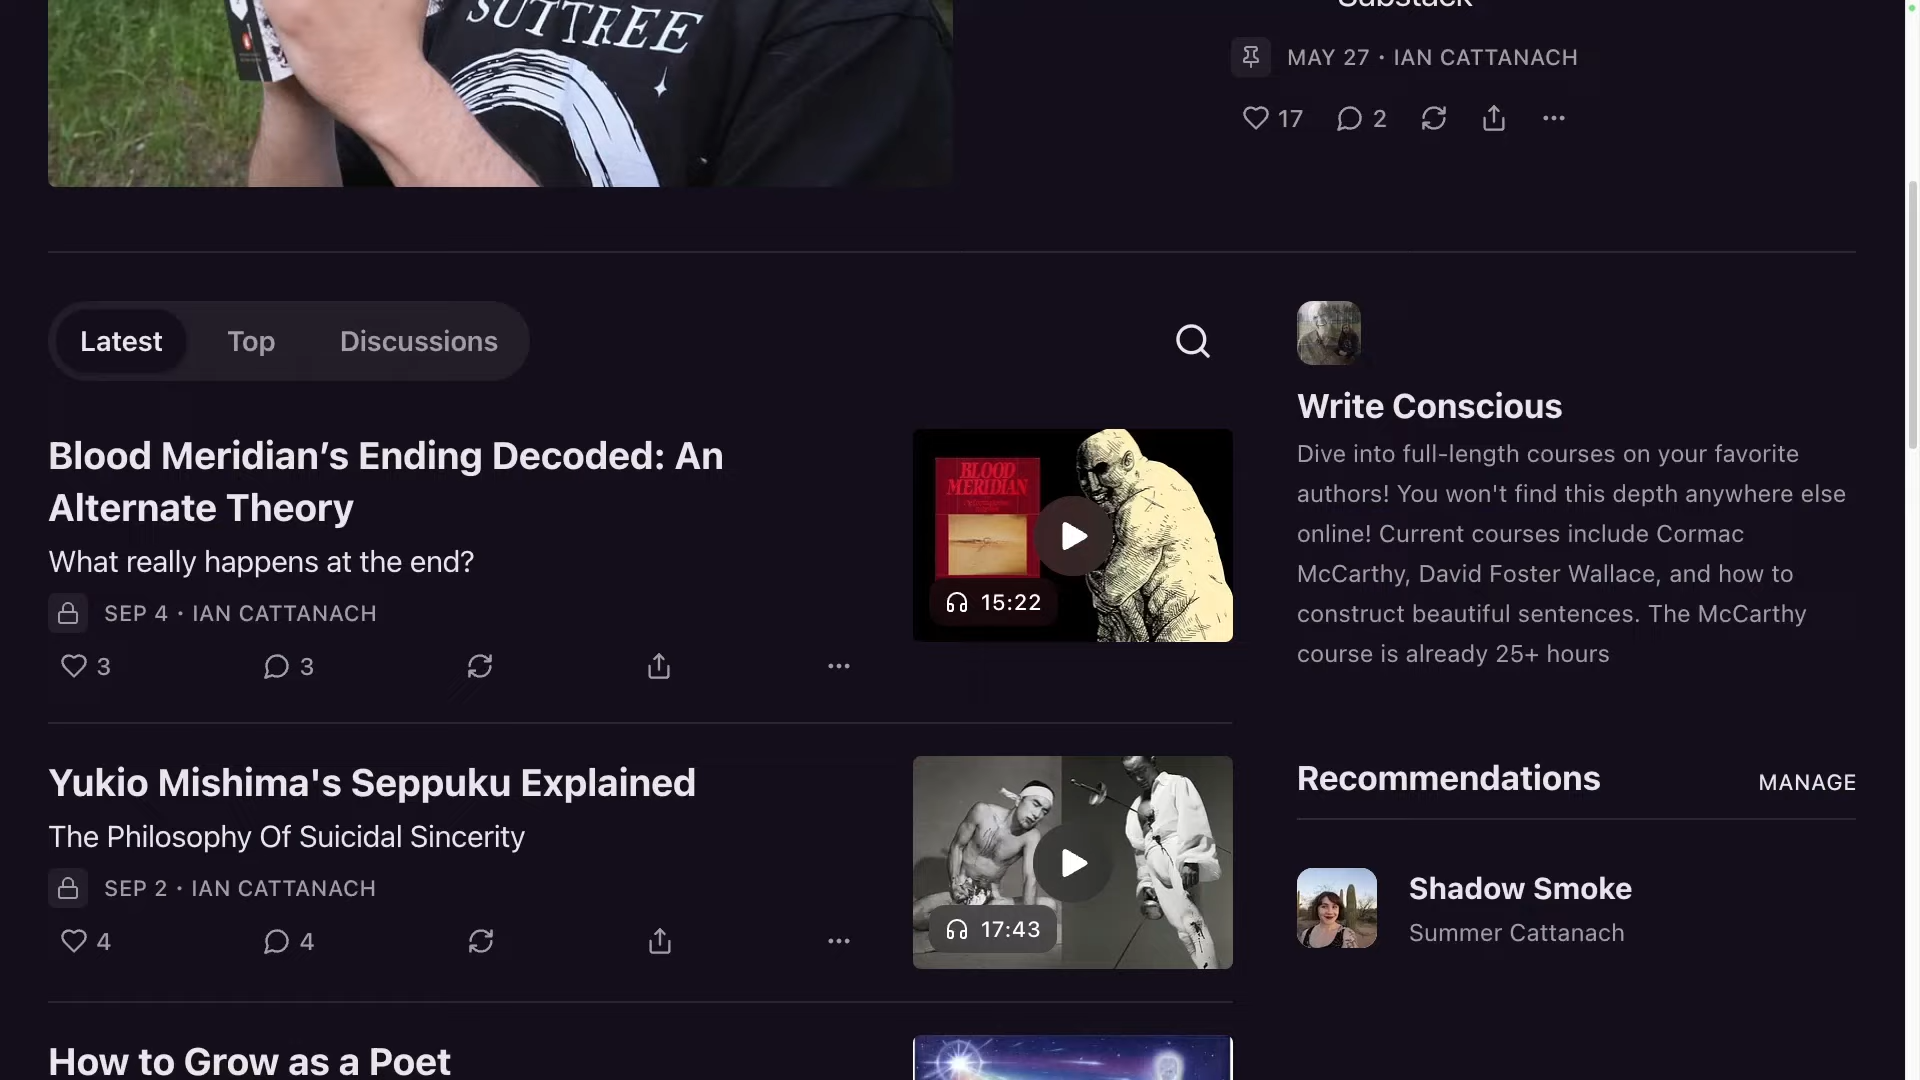 SUTTREE
Substack
MAY 27 • IAN CATTANACH
17
2
Latest
Top
Discussions
Blood Meridian’s Ending Decoded: An
Alternate Theory
What really happens at the end?
SEP 4 • IAN CATTANACH
3
3
BLOOD
MERIDIAN
15:22
Yukio Mishima's Seppuku Explained
The Philosophy Of Suicidal Sincerity
SEP 2 • IAN CATTANACH
4
4
17:43
How to Grow as a Poet
Write Conscious
Dive into full-length courses on your favorite
authors! You won't find this depth anywhere else
online! Current courses include Cormac
McCarthy, David Foster Wallace, and how to
construct beautiful sentences. The McCarthy
course is already 25+ hours
Recommendations
MANAGE
Shadow Smoke
Summer Cattanach